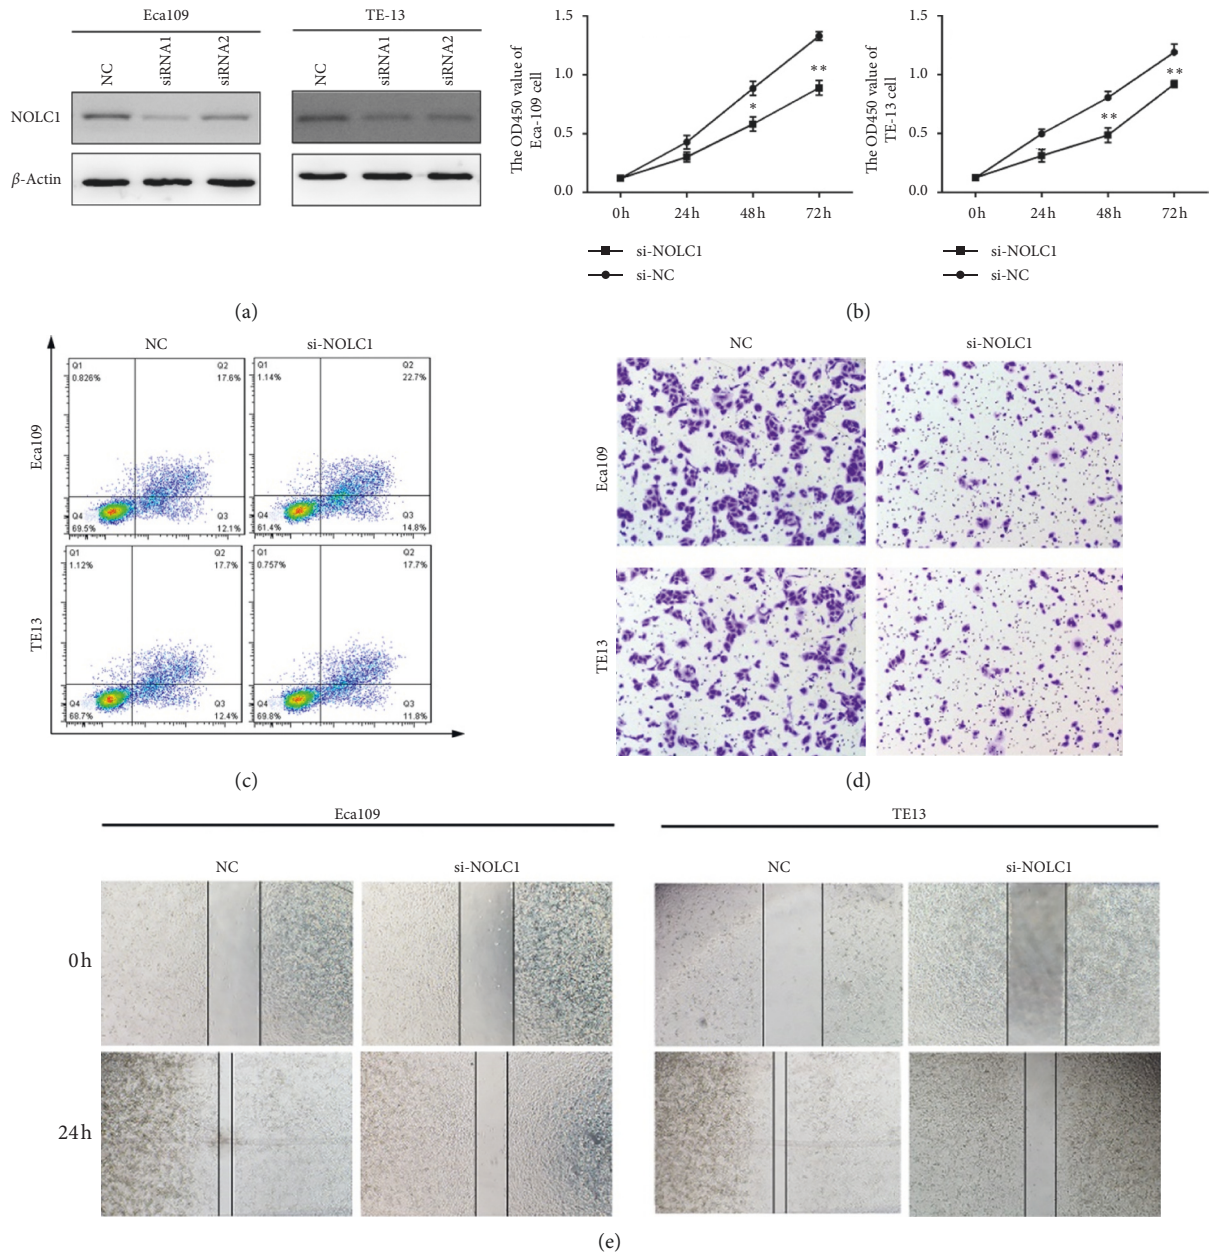 Eca109
TE-13
NC
siRNA1
siRNA2
NC
siRNA1
siRNA2
NOLC1
β-Actin
(a)
The OD450 value of
Eca-109 cell
1.5
1.0
0.5
0.0
*
**
0h 24h 48h 72h
si-NOLC1
si-NC
The OD450 value of
TE-13 cell
1.5
1.0
0.5
0.0
**
**
0h 24h 48h 72h
si-NOLC1
si-NC
(b)
NC
si-NOLC1
Eca109
Q1 Q2
0.826% 17.6%
Q4 Q3
69.5% 12.1%
Q1 Q2
1.14% 22.7%
Q4 Q3
61.4% 14.8%
TE13
Q1 Q2
1.12% 17.7%
Q4 Q3
68.7% 12.4%
Q1 Q2
0.757% 17.7%
Q4 Q3
69.8% 11.8%
(c)
NC
si-NOLC1
Eca109
TE13
(d)
Eca109
TE13
NC
si-NOLC1
NC
si-NOLC1
0h
24h
(e)